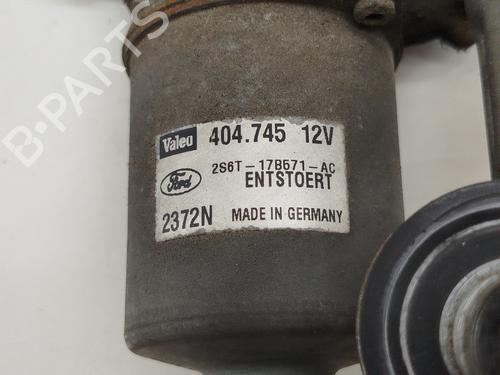 B-PARTS
Valeo 404.745 12V
2S6T-17B571-AC
Ford ENTSTOERT
2372N MADE IN GERMANY